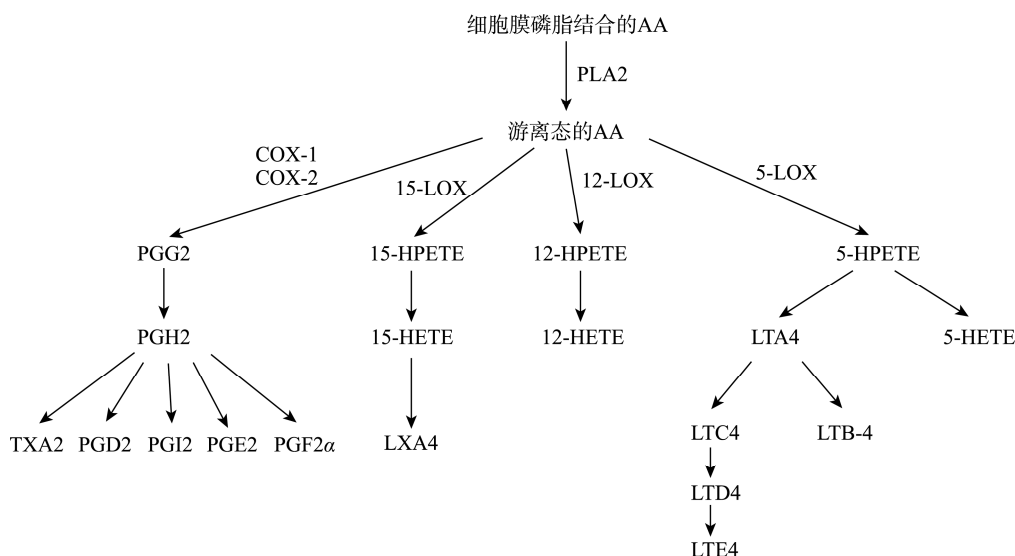 细胞膜磷脂结合的AA
PLA2
游离态的AA
COX-1
COX-2
15-LOX
12-LOX
5-LOX
PGG2
15-HPETE
12-HPETE
5-HPETE
PGH2
15-HETE
12-HETE
LTA4
5-HETE
TXA2
PGD2
PGI2
PGE2
PGF2α
LXA4
LTC4
LTB-4
LTD4
LTE4